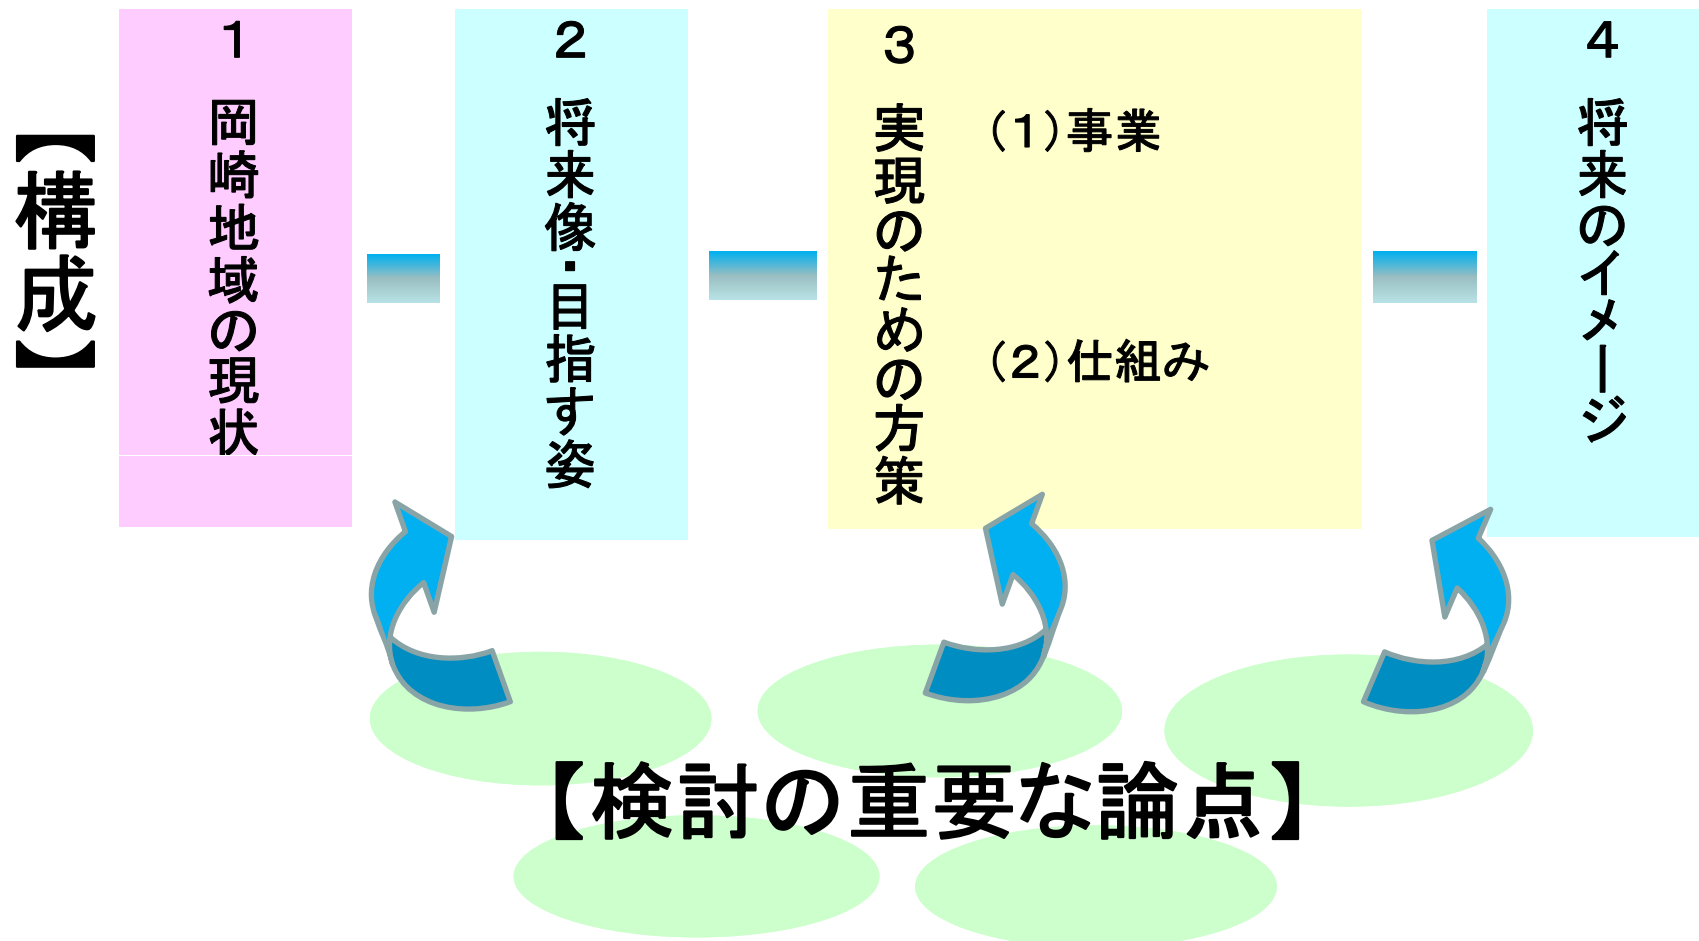 【構成】
１　岡崎地域の現状
２　将来像・目指す姿
３　実現のための方策
（１）事業
（２）仕組み
４　将来のイメージ
【検討の重要な論点】